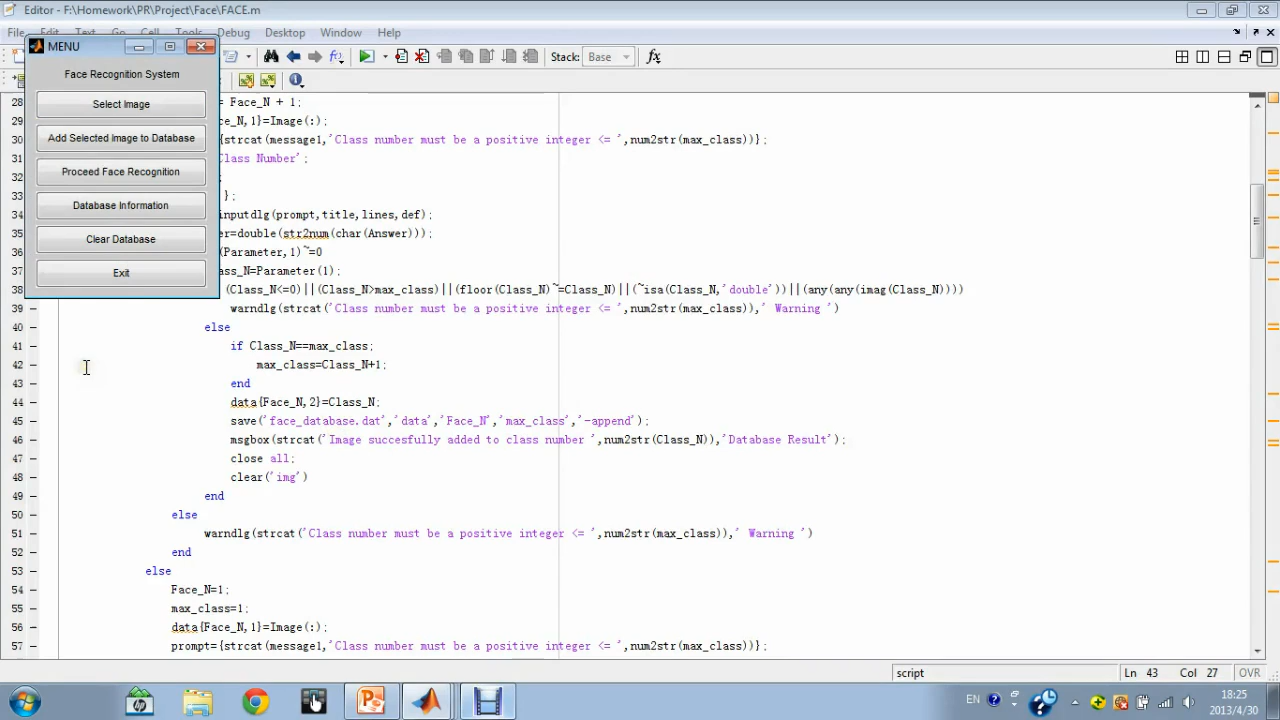 Editor - F:\Homework\PR\Project\Face\FACE.m
File Edit Text Go Cell Tools Debug Desktop Window Help
MENU
Stack: Base
Face Recognition System
Select Image
Add Selected Image to Database
Proceed Face Recognition
Database Information
Clear Database
Exit
28 = Face_N + 1;
29 ce_N,1}=Image(:);
30 {strcat(message1,'Class number must be a positive integer <= ',num2str(max_class))};
31 Class Number';
32 ;
33 };
34 inputdlg(prompt,title,lines,def);
35 er=double(str2num(char(Answer)));
36 (Parameter,1)~=0
37 ass_N=Parameter(1);
38 (Class_N<=0)||(Class_N>max_class)||(floor(Class_N)~=Class_N)||(~isa(Class_N,'double'))||(any(any(imag(Class_N))))
39 warndlg(strcat('Class number must be a positive integer <= ',num2str(max_class)),' Warning ')
40 else
41 if Class_N==max_class;
42 max_class=Class_N+1;
43 end
44 data{Face_N,2}=Class_N;
45 save('face_database.dat','data','Face_N','max_class','-append');
46 msgbox(strcat('Image succesfully added to class number ',num2str(Class_N)),'Database Result');
47 close all;
48 clear('img')
49 end
50 else
51 warndlg(strcat('Class number must be a positive integer <= ',num2str(max_class)),' Warning ')
52 end
53 else
54 Face_N=1;
55 max_class=1;
56 data{Face_N,1}=Image(:);
57 prompt={strcat(message1,'Class number must be a positive integer <= ',num2str(max_class))};
script Ln 43 Col 27 OVR
EN
18:25
2013/4/30